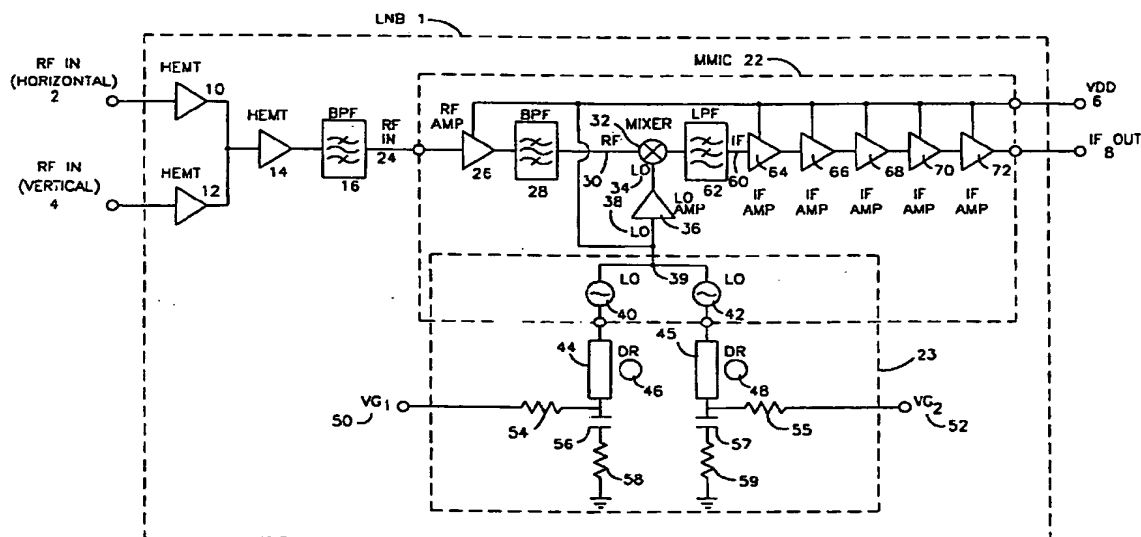 LNB 1
MMIC 22
RF IN
(HORIZONTAL)
2
HEMT
10
HEMT
14
BPF
16
RF
IN
24
RF
AMP
26
BPF
28
32
MIXER
RF
30
LO
34
LPF
62
IF
60
64
66
68
70
72
IF
AMP
IF
AMP
IF
AMP
IF
AMP
IF
AMP
VDD
6
IF OUT
8
RF IN
(VERTICAL)
4
HEMT
12
38
LO
LO
AMP
36
39
LO
40
LO
42
23
44
DR
46
45
DR
48
VG1
50
54
56
58
57
55
59
VG2
52